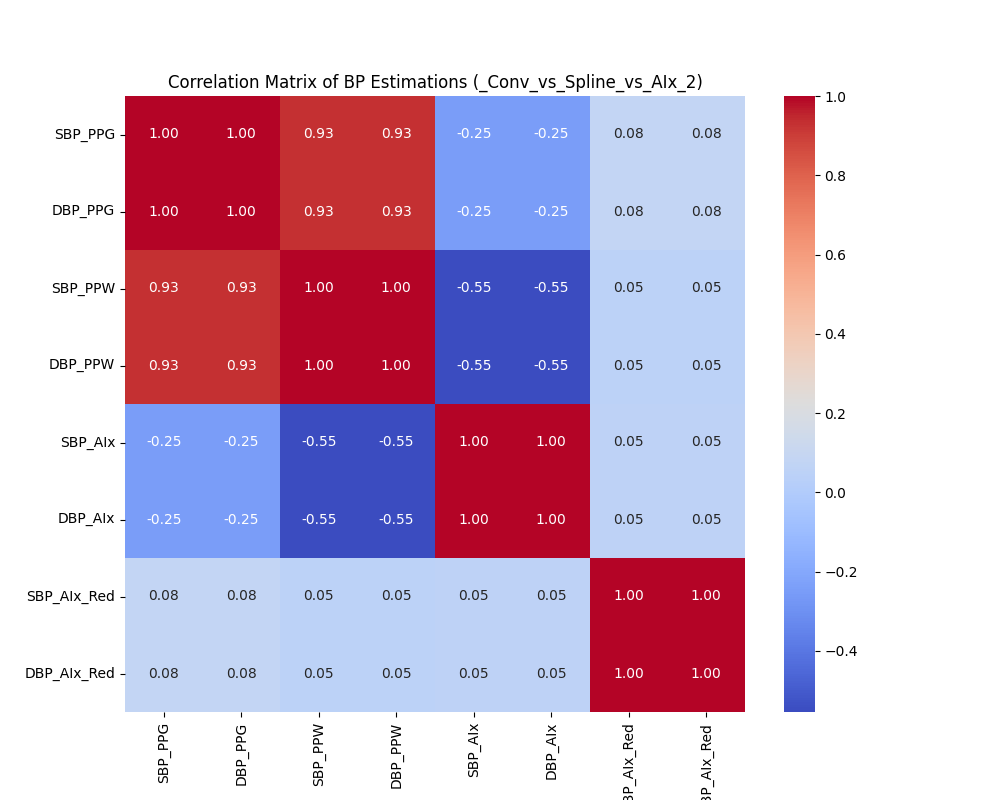 Correlation Matrix of BP Estimations (_Conv_vs_Spline_vs_AIx_2)
SBP_PPG 1.00 1.00 0.93 0.93 -0.25 -0.25 0.08 0.08
DBP_PPG 1.00 1.00 0.93 0.93 -0.25 -0.25 0.08 0.08
SBP_PPW 0.93 0.93 1.00 1.00 -0.55 -0.55 0.05 0.05
DBP_PPW 0.93 0.93 1.00 1.00 -0.55 -0.55 0.05 0.05
SBP_AIx -0.25 -0.25 -0.55 -0.55 1.00 1.00 0.05 0.05
DBP_AIx -0.25 -0.25 -0.55 -0.55 1.00 1.00 0.05 0.05
SBP_AIx_Red 0.08 0.08 0.05 0.05 0.05 0.05 1.00 1.00
DBP_AIx_Red 0.08 0.08 0.05 0.05 0.05 0.05 1.00 1.00
SBP_PPG
DBP_PPG
SBP_PPW
DBP_PPW
SBP_AIx
DBP_AIx
BP_AIx_Red
BP_AIx_Red
1.0
0.8
0.6
0.4
0.2
0.0
−0.2
−0.4